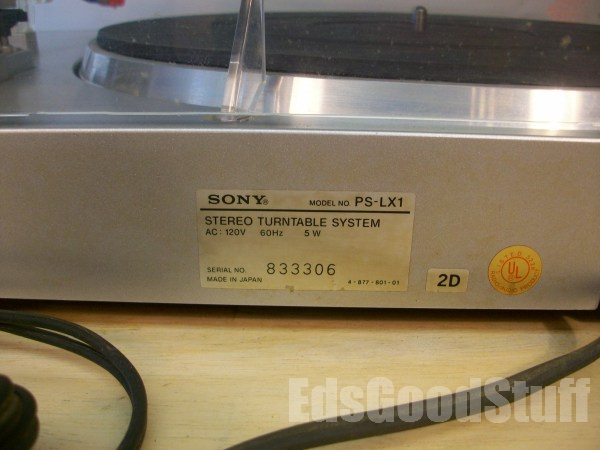 SONY® MODEL NO. PS-LX1
STEREO TURNTABLE SYSTEM
AC: 120V 60Hz 5 W
SERIAL NO. 833306
MADE IN JAPAN 4-877-801-01
2D
UL
EdsGoodStuff